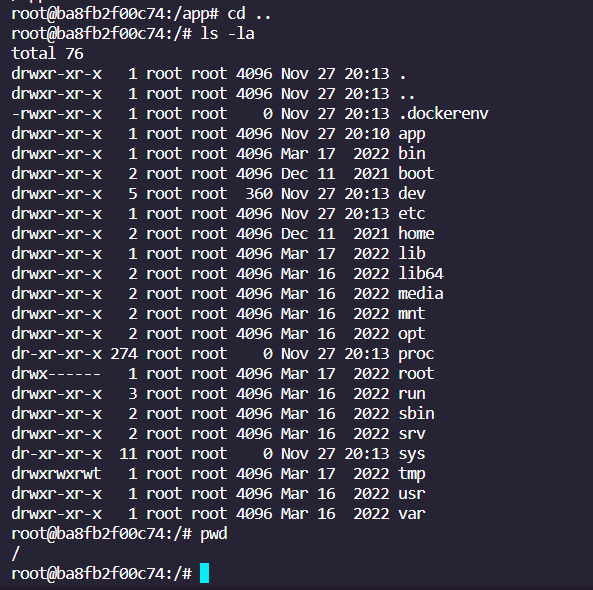 root@ba8fb2f00c74:/app# cd ..
root@ba8fb2f00c74:/# ls -la
total 76
drwxr-xr-x   1 root root 4096 Nov 27 20:13 .
drwxr-xr-x   1 root root 4096 Nov 27 20:13 ..
-rwxr-xr-x   1 root root    0 Nov 27 20:13 .dockerenv
drwxr-xr-x   1 root root 4096 Nov 27 20:10 app
drwxr-xr-x   1 root root 4096 Mar 17  2022 bin
drwxr-xr-x   2 root root 4096 Dec 11  2021 boot
drwxr-xr-x   5 root root  360 Nov 27 20:13 dev
drwxr-xr-x   1 root root 4096 Nov 27 20:13 etc
drwxr-xr-x   2 root root 4096 Dec 11  2021 home
drwxr-xr-x   1 root root 4096 Mar 17  2022 lib
drwxr-xr-x   2 root root 4096 Mar 16  2022 lib64
drwxr-xr-x   2 root root 4096 Mar 16  2022 media
drwxr-xr-x   2 root root 4096 Mar 16  2022 mnt
drwxr-xr-x   2 root root 4096 Mar 16  2022 opt
dr-xr-xr-x 274 root root    0 Nov 27 20:13 proc
drwx------   1 root root 4096 Mar 17  2022 root
drwxr-xr-x   3 root root 4096 Mar 16  2022 run
drwxr-xr-x   2 root root 4096 Mar 16  2022 sbin
drwxr-xr-x   2 root root 4096 Mar 16  2022 srv
dr-xr-xr-x  11 root root    0 Nov 27 20:13 sys
drwxrwxrwt   1 root root 4096 Mar 17  2022 tmp
drwxr-xr-x   1 root root 4096 Mar 16  2022 usr
drwxr-xr-x   1 root root 4096 Mar 16  2022 var
root@ba8fb2f00c74:/# pwd
/
root@ba8fb2f00c74:/#